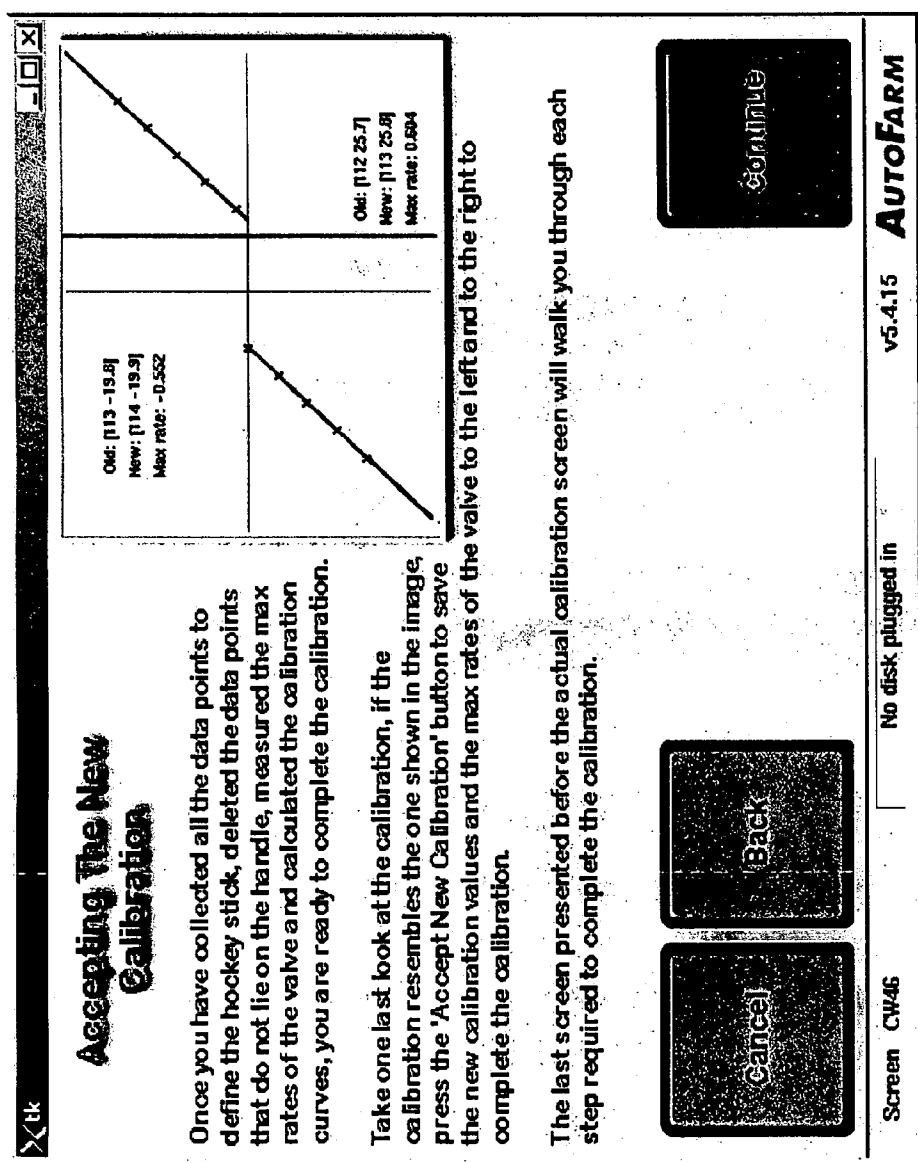 tk
Accepting The New
Calibration
Once you have collected all the data points to
define the hockey stick, deleted the data points
that do not lie on the handle, measured the max
rates of the valve and calculated the calibration
curves, you are ready to complete the calibration.
Take one last look at the calibration, if the
calibration resembles the one shown in the image,
press the 'Accept New Calibration' button to save
the new calibration values and the max rates of the valve to the left and to the right to
complete the calibration.
The last screen presented before the actual calibration screen will walk you through each
step required to complete the calibration.
Old: [113 -19.8]
New: [114 -19.9]
Max rate: -0.552
Old: [112 25.7]
New: [113 25.8]
Max rate: 0.604
Cancel
Back
Continue
Screen CW46
No disk plugged in
v5.4.15
AUTOFARM